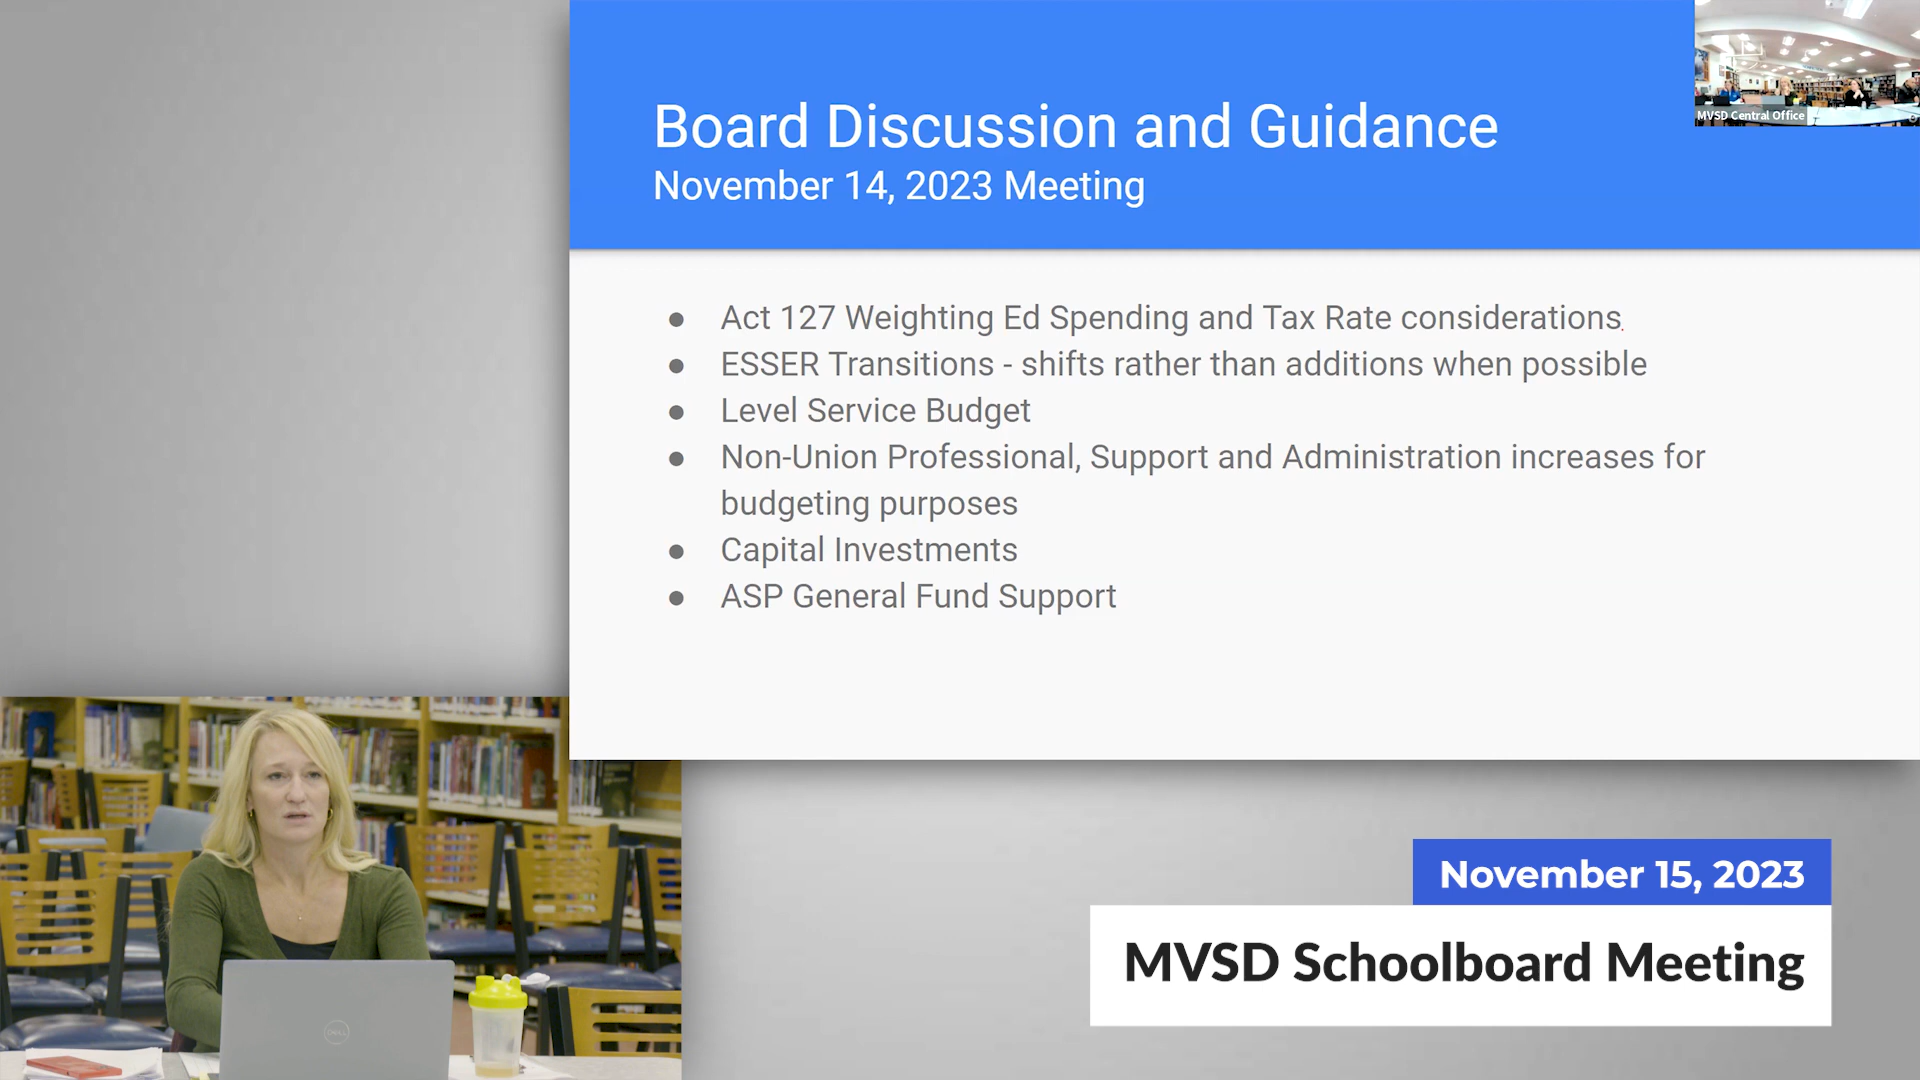 Board Discussion and Guidance
November 14, 2023 Meeting
MVSD Central Office
● Act 127 Weighting Ed Spending and Tax Rate considerations.
● ESSER Transitions - shifts rather than additions when possible
● Level Service Budget
● Non-Union Professional, Support and Administration increases for
budgeting purposes
● Capital Investments
● ASP General Fund Support
DELL
November 15, 2023
MVSD Schoolboard Meeting